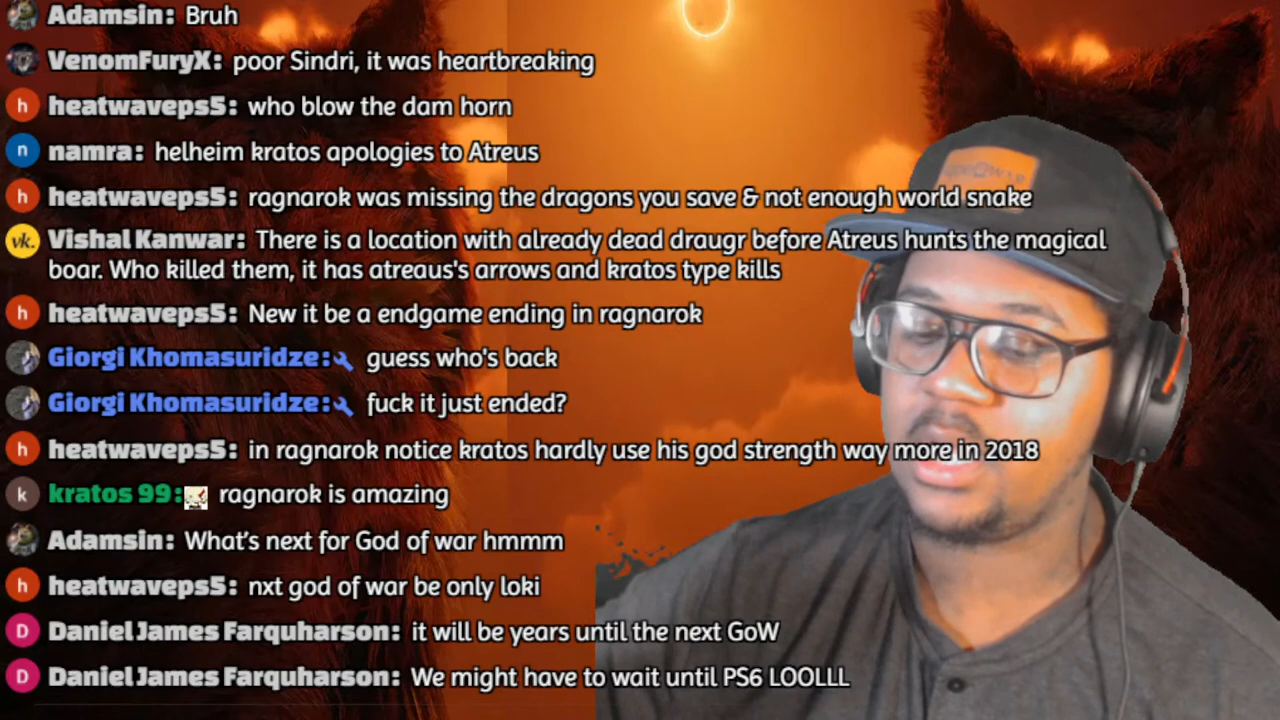 Adamsin: Bruh
VenomFuryX: poor Sindri, it was heartbreaking
h heatwaveps5: who blow the dam horn
n namra: helheim kratos apologies to Atreus
h heatwaveps5: ragnarok was missing the dragons you save & not enough world snake
vk. Vishal Kanwar: There is a location with already dead draugr before Atreus hunts the magical
boar. Who killed them, it has atreaus's arrows and kratos type kills
h heatwaveps5: New it be a endgame ending in ragnarok
Giorgi Khomasuridze: guess who's back
Giorgi Khomasuridze: fuck it just ended?
h heatwaveps5: in ragnarok notice kratos hardly use his god strength way more in 2018
k kratos 99: ragnarok is amazing
Adamsin: What's next for God of war hmmm
h heatwaveps5: nxt god of war be only loki
D Daniel James Farquharson: it will be years until the next GoW
D Daniel James Farquharson: We might have to wait until PS6 LOOLLL